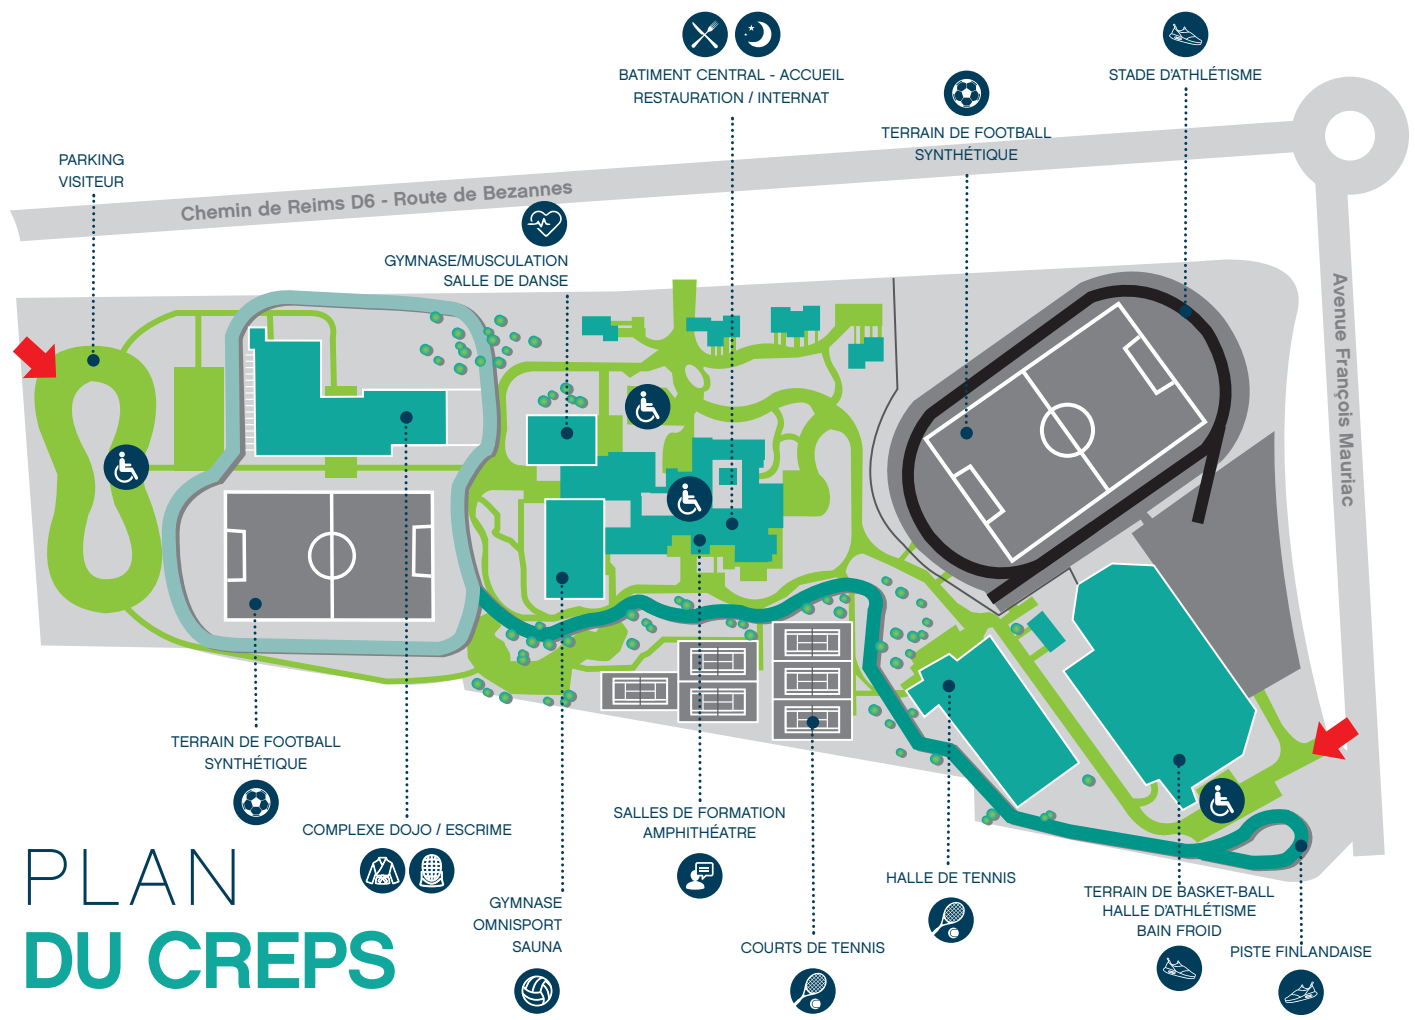 BATIMENT CENTRAL - ACCUEIL
RESTAURATION / INTERNAT
STADE D'ATHLÉTISME
TERRAIN DE FOOTBALL
SYNTHÉTIQUE
PARKING
VISITEUR
Chemin de Reims D6 - Route de Bezannes
GYMNASE/MUSCULATION
SALLE DE DANSE
Avenue François Mauriac
TERRAIN DE FOOTBALL
SYNTHÉTIQUE
COMPLEXE DOJO / ESCRIME
SALLES DE FORMATION
AMPHITHÉATRE
GYMNASE
OMNISPORT
SAUNA
COURTS DE TENNIS
HALLE DE TENNIS
TERRAIN DE BASKET-BALL
HALLE D'ATHLÉTISME
BAIN FROID
PISTE FINLANDAISE
PLAN
DU CREPS